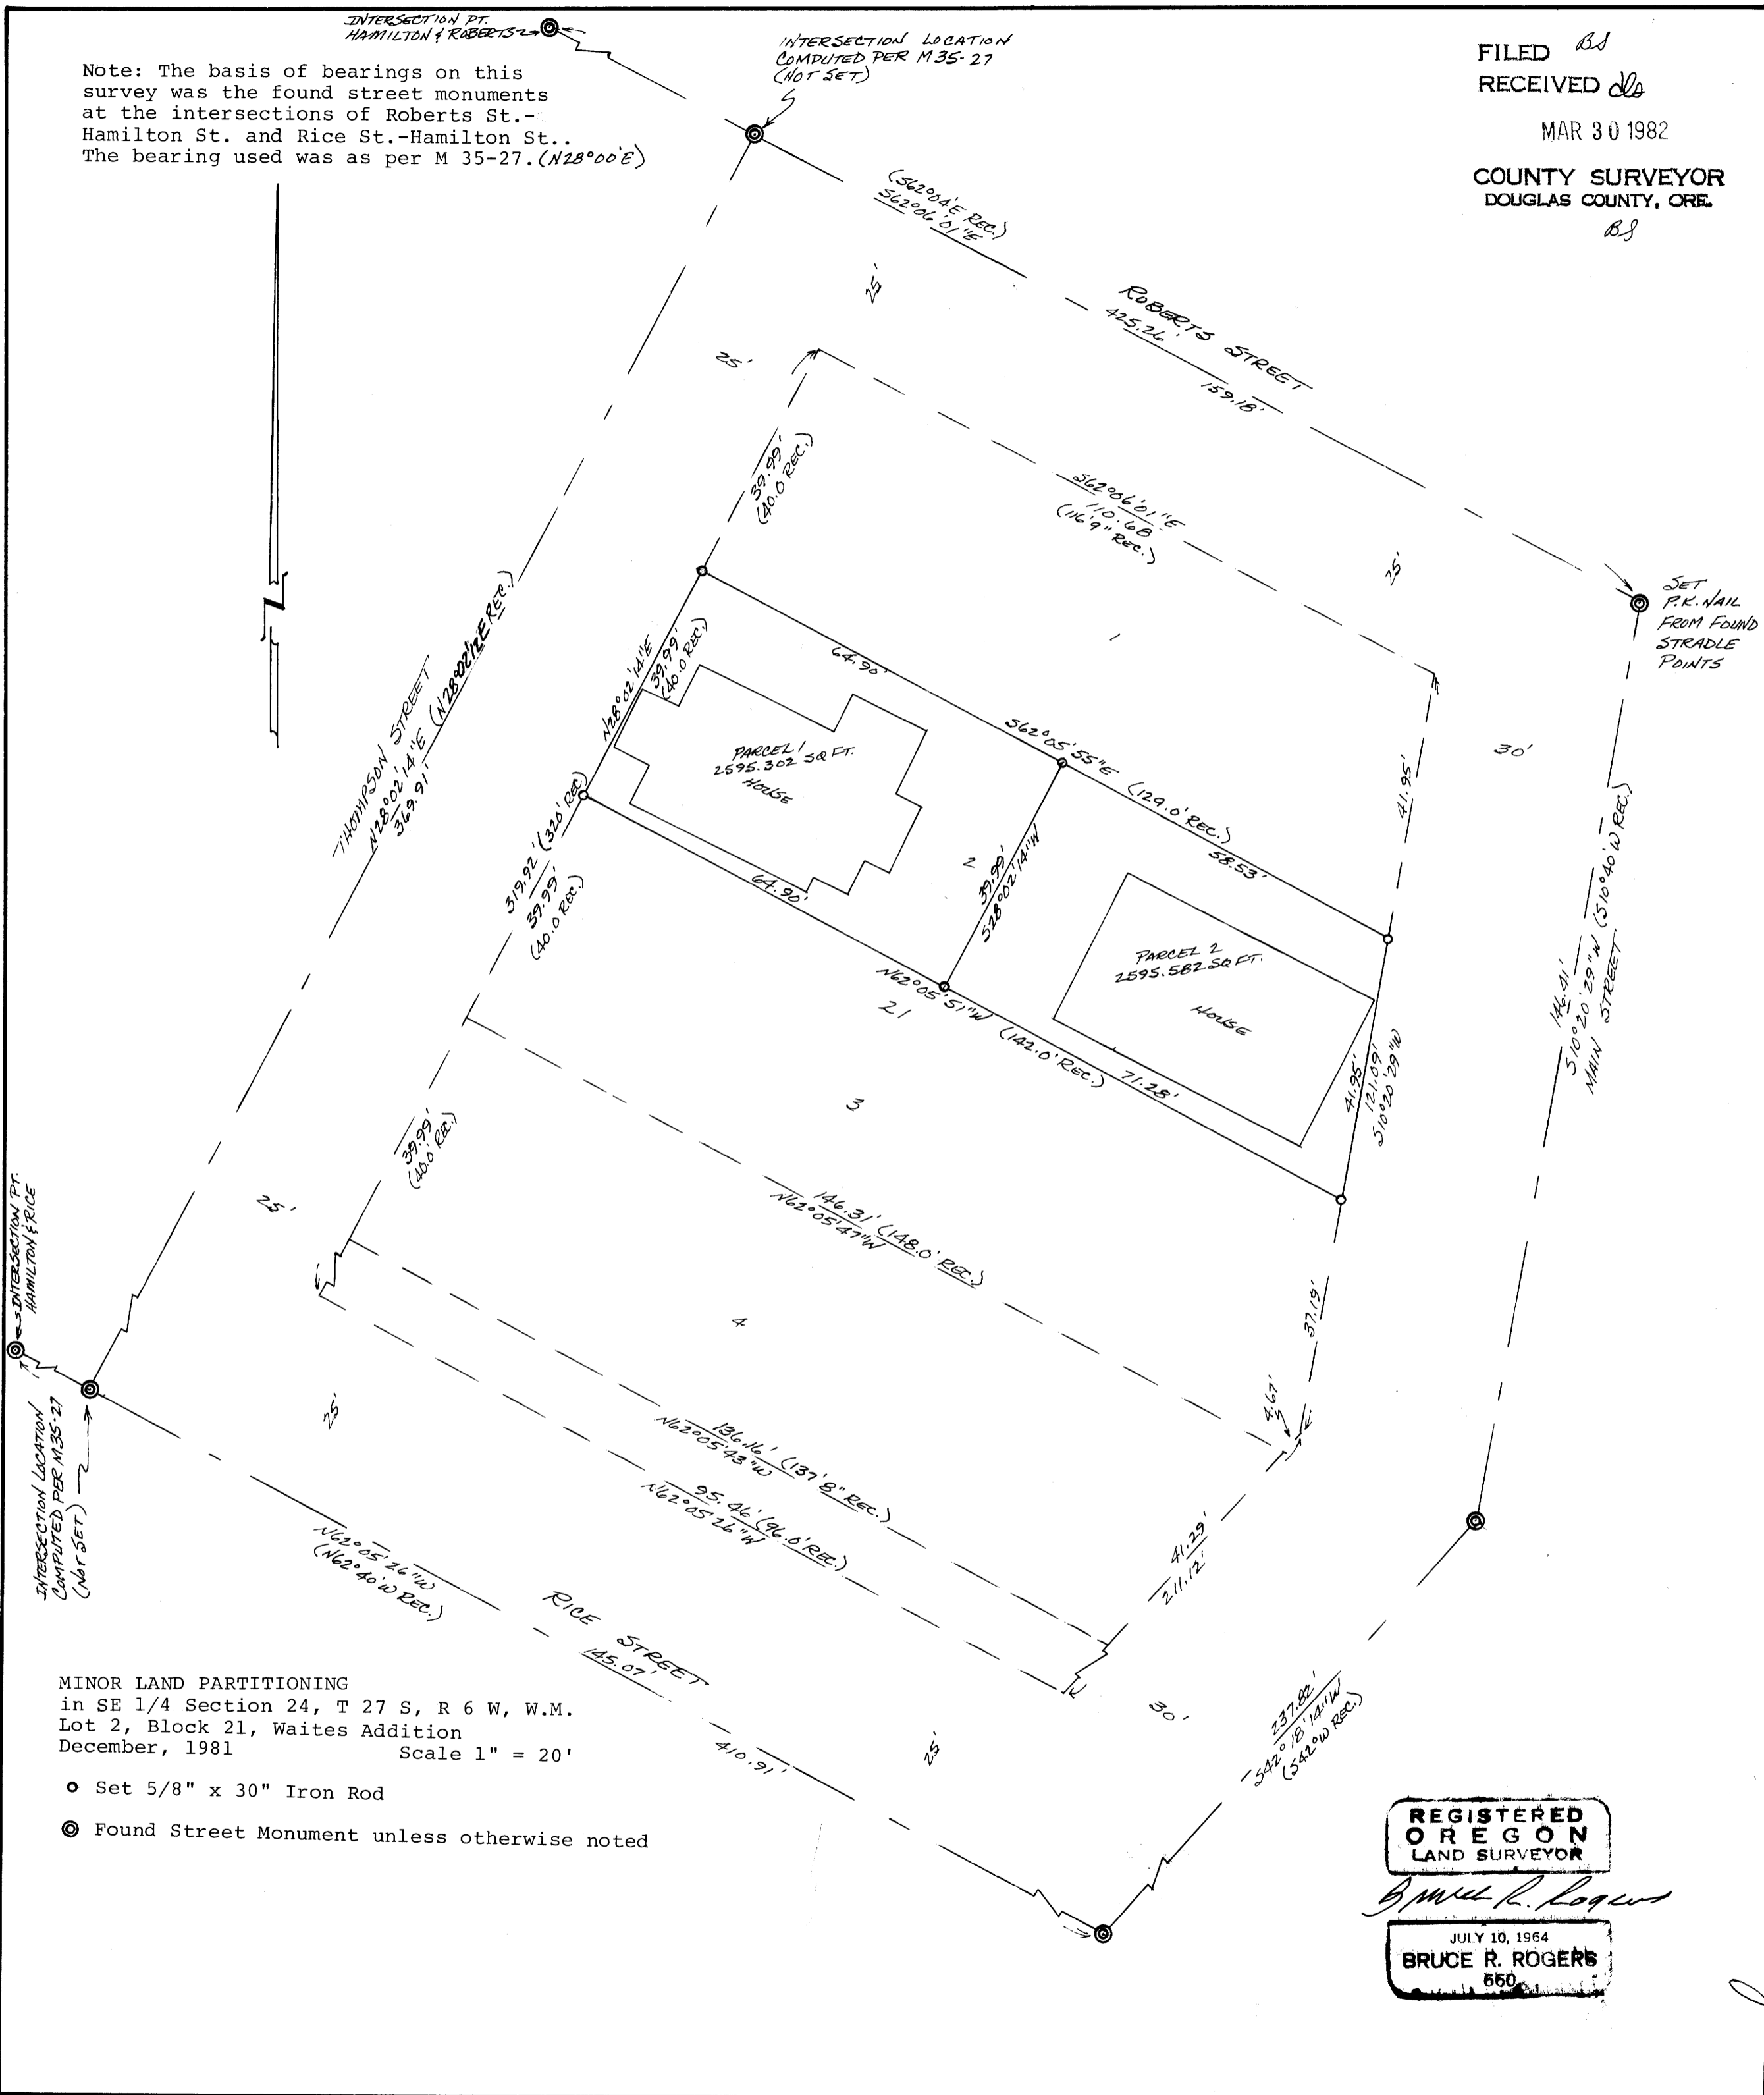 INTERSECTION PT.
HAMILTON & ROBERTS
INTERSECTION LOCATION
COMPUTED PER M35-27
(NOT SET)
FILED BS
RECEIVED
MAR 30 1982
COUNTY SURVEYOR
DOUGLAS COUNTY, ORE.
BS
Note: The basis of bearings on this
survey was the found street monuments
at the intersections of Roberts St.-
Hamilton St. and Rice St.-Hamilton St..
The bearing used was as per M 35-27.(N28°00'E)
(S62°04'E REC.)
S62°06'01"E
25'
ROBERTS STREET
425.26'
159.18'
25'
39.99'
(40.0 REC.)
S62°06'01"E
110.68
(116'9" REC.)
25'
SET
P.K. NAIL
FROM FOUND
STRADLE
POINTS
N
THOMPSON STREET
N28°02'14"E (N28°02'12"E REC.)
369.91'
N28°02'14"E
39.99'
(40.0 REC.)
64.90'
1
S62°05'55"E (129.0' REC.)
58.53'
41.95'
30'
PARCEL 1
2595.302 SQ FT.
HOUSE
2
39.99'
S28°02'14"W
64.90'
PARCEL 2
2595.582 SQ FT.
HOUSE
319.92' (320' REC)
39.99'
(40.0 REC.)
N62°05'51"W (142.0' REC.)
71.28'
21
41.95'
121.09'
S10°20'29"W
146.41'
S10°20'29"W (S10°40'W REC.)
MAIN STREET
3
39.99'
(40.0 REC.)
146.31' (148.0' REC.)
N62°05'47"W
37.19'
25'
INTERSECTION PT.
HAMILTON & RICE
4
4.67'
INTERSECTION LOCATION
COMPUTED PER M35-27
(NOT SET)
25'
136.16' (137'8" REC.)
N62°05'43"W
95.46' (96.0' REC.)
N62°05'26"W
41.29'
211.12'
N62°05'26"W
(N62°40'W REC.)
RICE STREET
145.07'
410.91'
25'
30'
237.82'
S42°18'14"W
(S42°W REC.)
MINOR LAND PARTITIONING
in SE 1/4 Section 24, T 27 S, R 6 W, W.M.
Lot 2, Block 21, Waites Addition
December, 1981 Scale 1" = 20'
Set 5/8" x 30" Iron Rod
Found Street Monument unless otherwise noted
REGISTERED
OREGON
LAND SURVEYOR
Bruce R. Rogers
JULY 10, 1964
BRUCE R. ROGERS
660